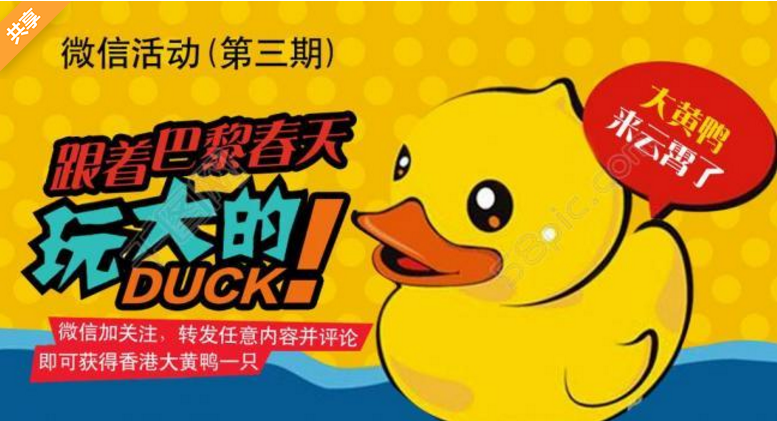 共享
微信活动(第三期)
大黄鸭
来云霄了
跟着巴黎春天
玩大的!
DUCK
微信加关注，转发任意内容并评论
即可获得香港大黄鸭一只